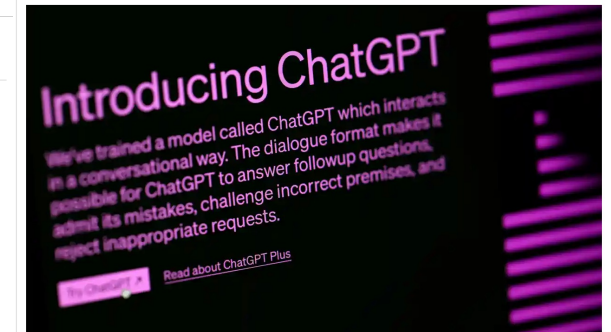 Introducing ChatGPT
We've trained a model called ChatGPT which interacts
in a conversational way. The dialogue format makes it
possible for ChatGPT to answer followup questions,
admit its mistakes, challenge incorrect premises, and
reject inappropriate requests.
Try ChatGPT ↗
Read about ChatGPT Plus